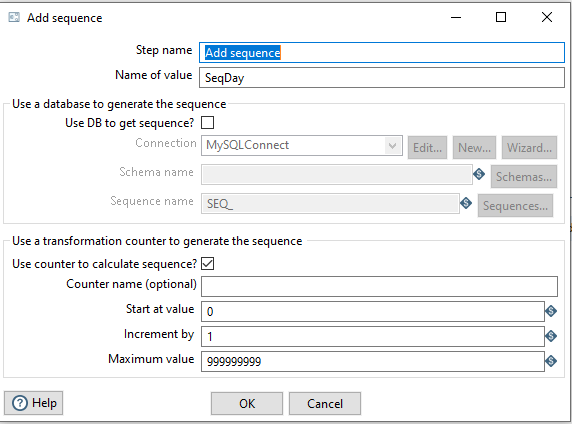 Add sequence
Step name Add sequence
Name of value SeqDay
Use a database to generate the sequence
Use DB to get sequence?
Connection MySQLConnect Edit... New... Wizard...
Schema name Schemas...
Sequence name SEQ_ Sequences...
Use a transformation counter to generate the sequence
Use counter to calculate sequence?
Counter name (optional)
Start at value 0
Increment by 1
Maximum value 999999999
Help OK Cancel